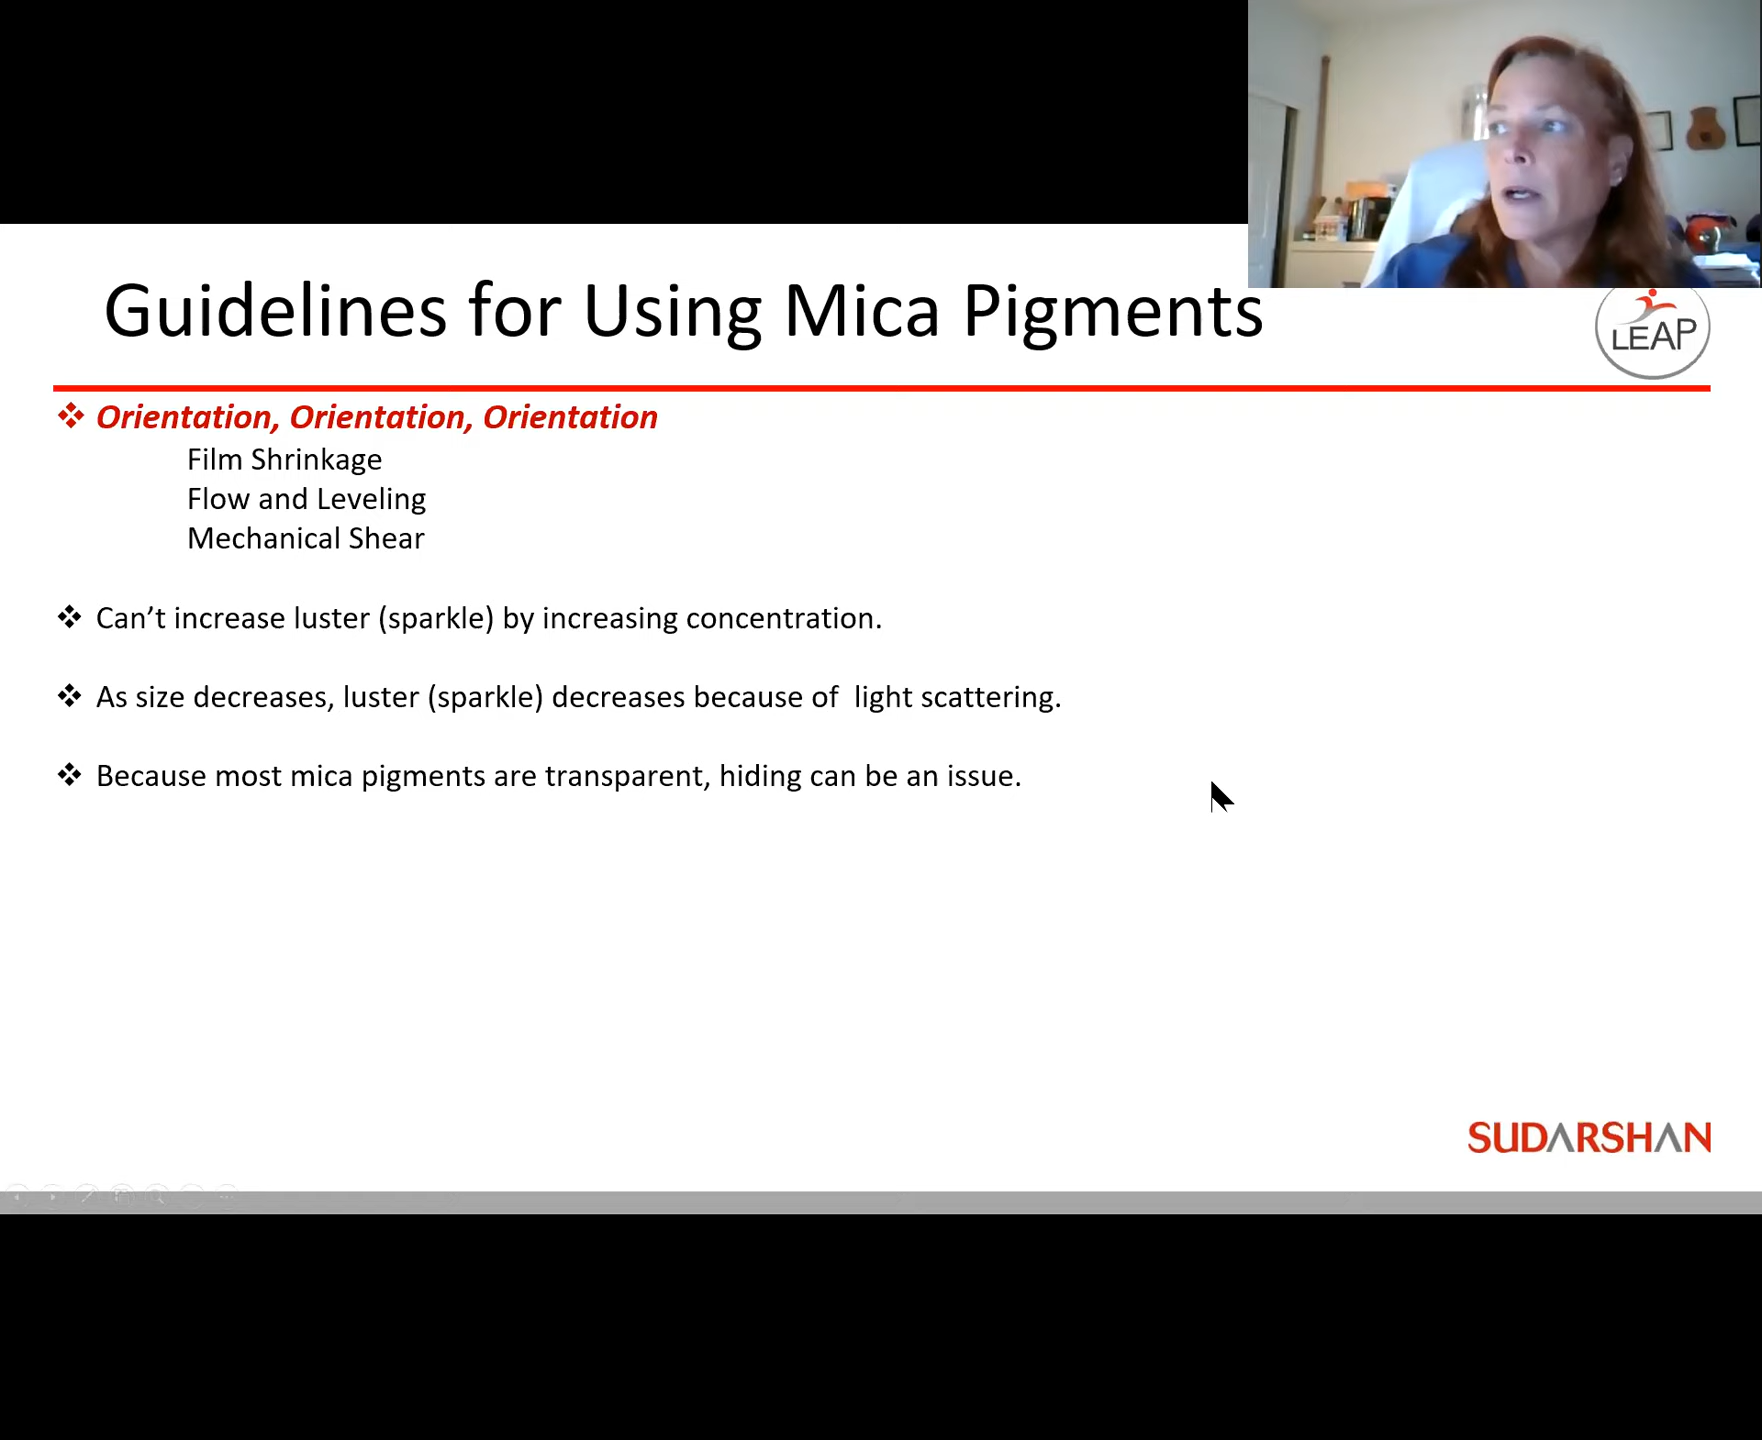 Guidelines for Using Mica Pigments
LEAP
❖ Orientation, Orientation, Orientation
Film Shrinkage
Flow and Leveling
Mechanical Shear
❖ Can’t increase luster (sparkle) by increasing concentration.
❖ As size decreases, luster (sparkle) decreases because of  light scattering.
❖ Because most mica pigments are transparent, hiding can be an issue.
SUDARSHAN